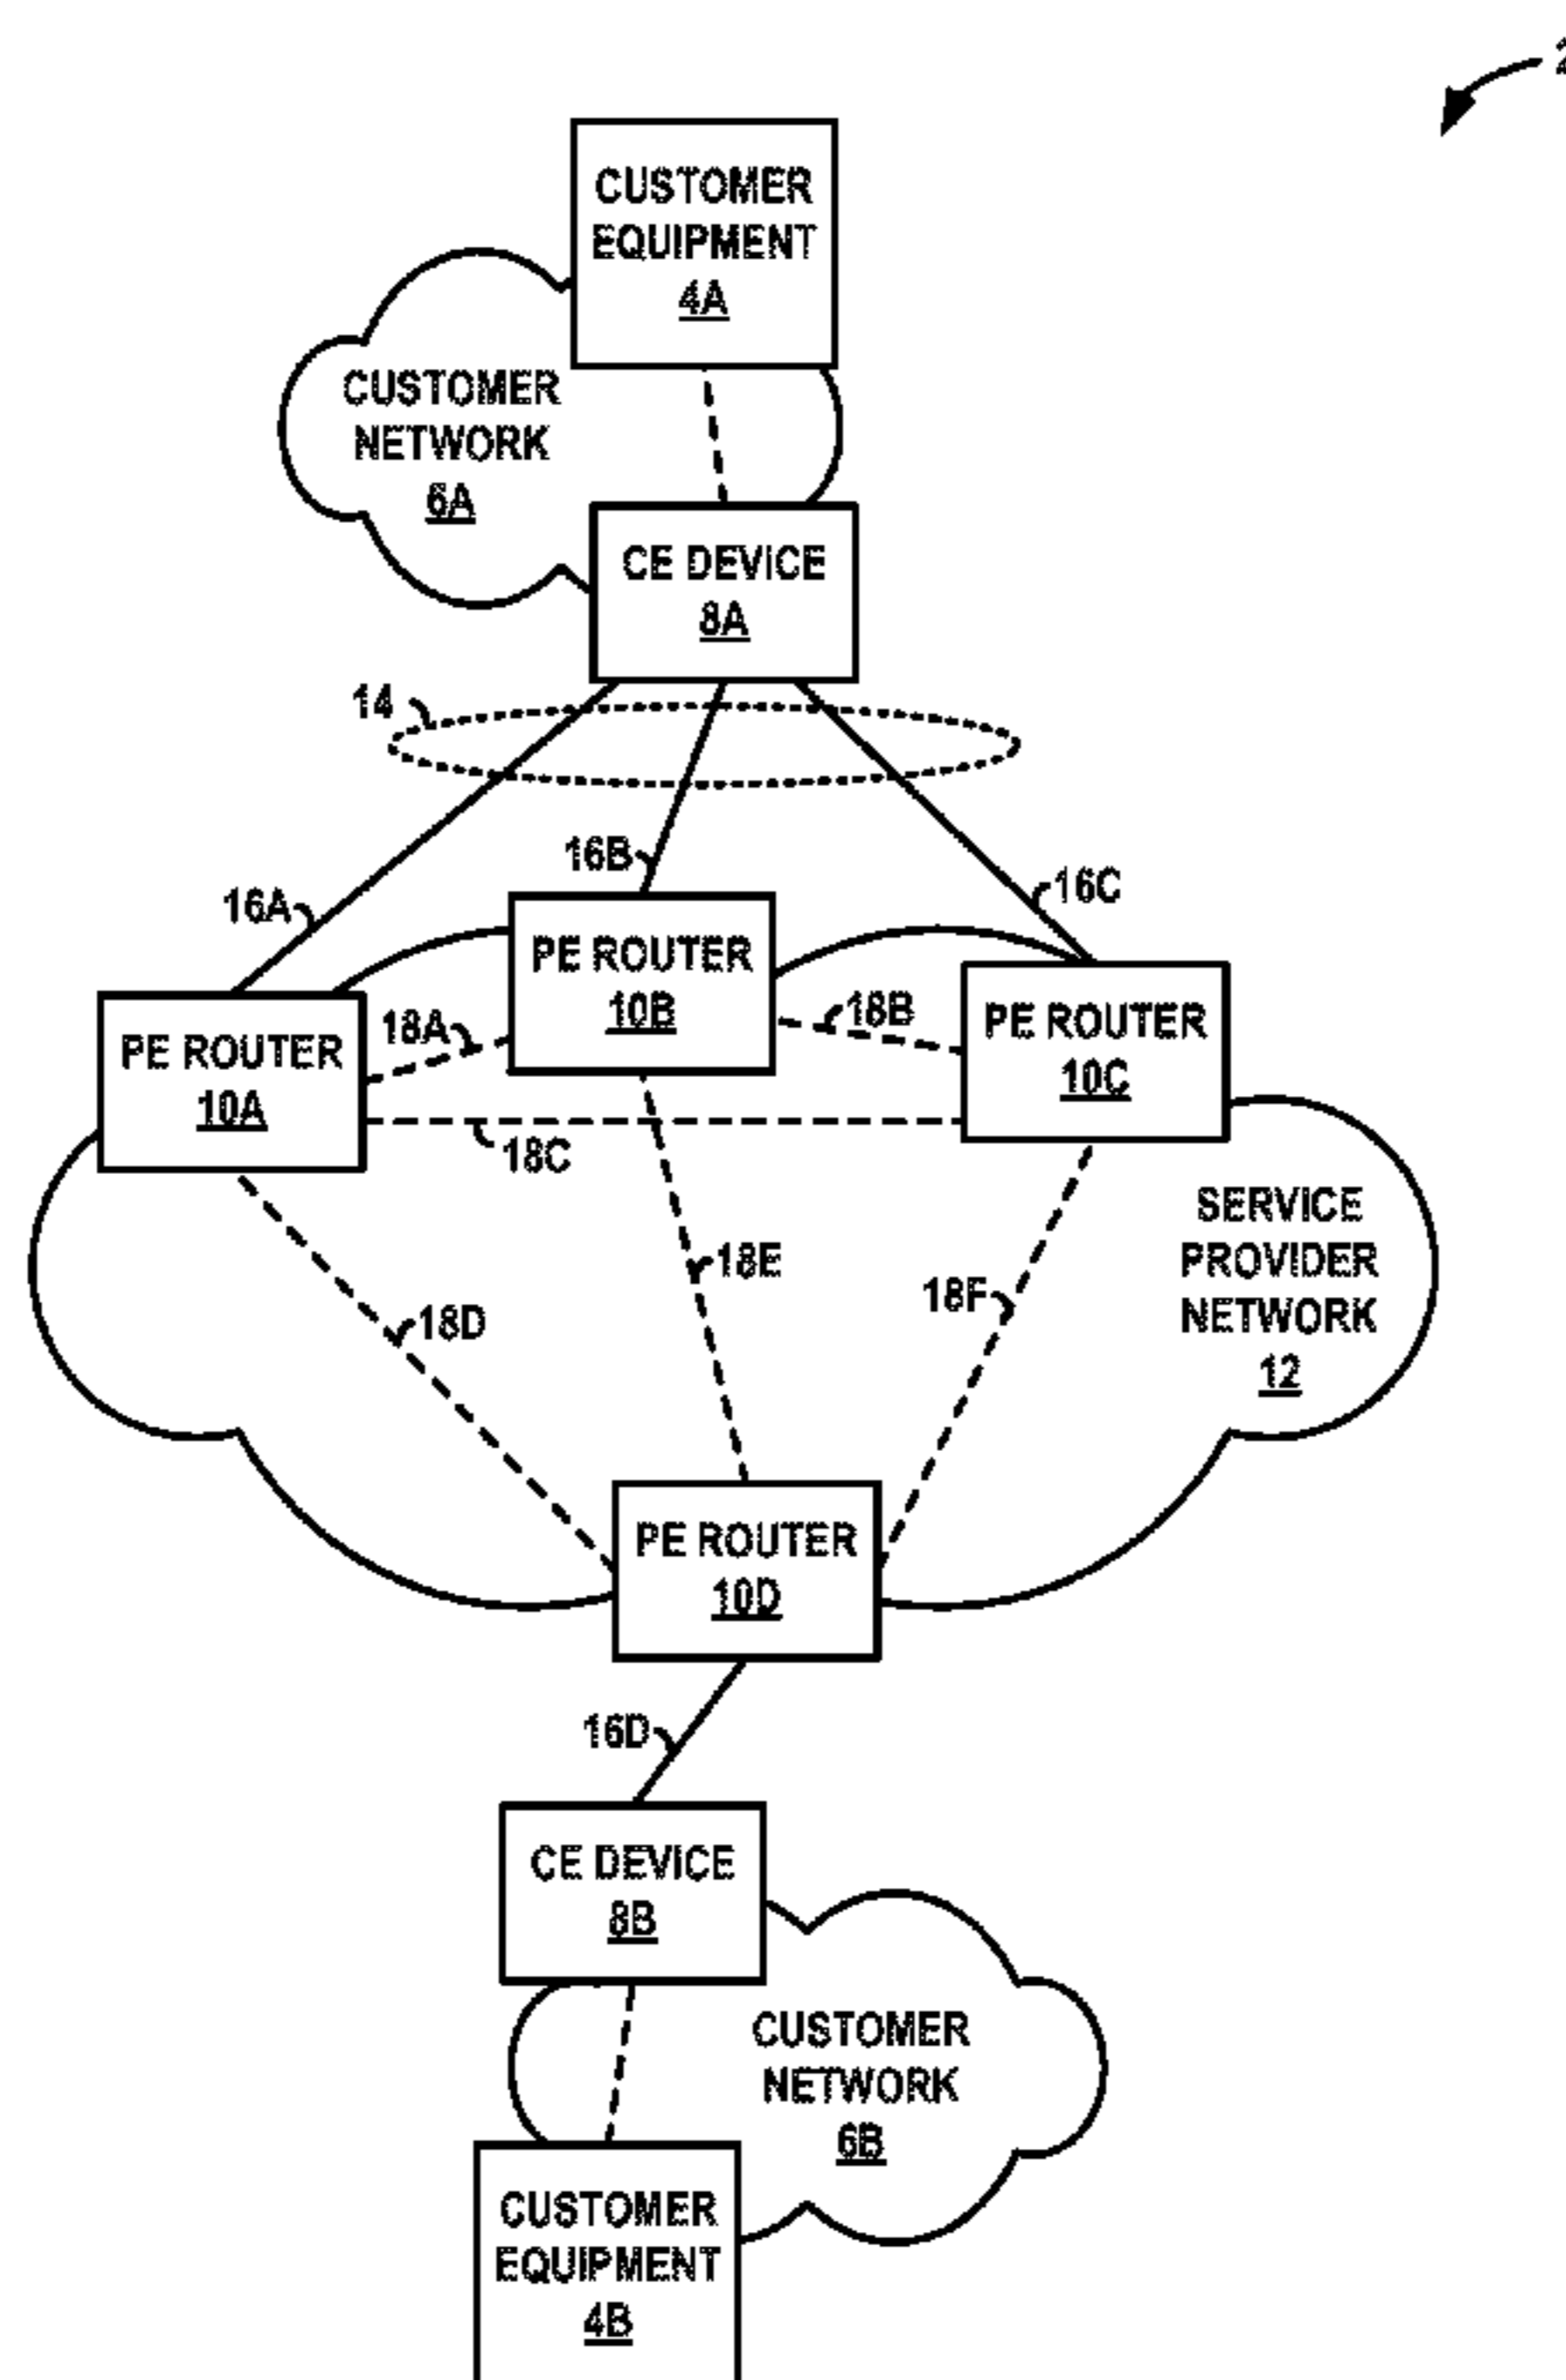 2
CUSTOMER
EQUIPMENT
4A
CUSTOMER
NETWORK
6A
CE DEVICE
8A
14
16B
16C
16A
PE ROUTER
10B
18A
18B
PE ROUTER
10C
PE ROUTER
10A
18C
SERVICE
PROVIDER
NETWORK
12
18E
18F
18D
PE ROUTER
10D
16D
CE DEVICE
8B
CUSTOMER
NETWORK
6B
CUSTOMER
EQUIPMENT
4B